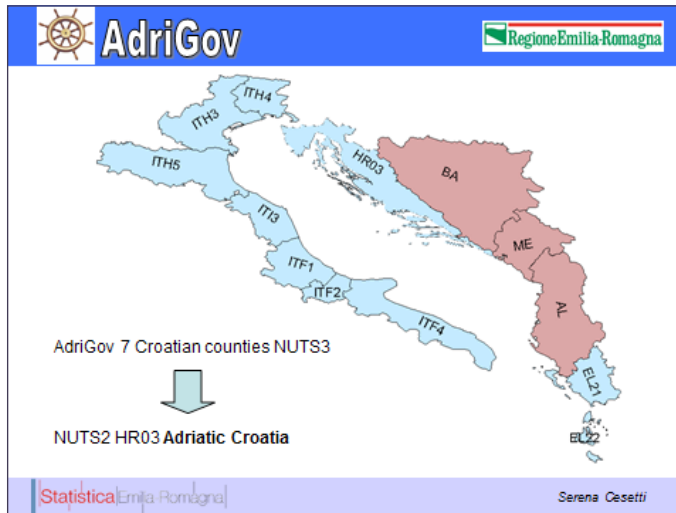 AdriGov
RegioneEmilia-Romagna
ITH4
ITH3
ITH5
HR03
BA
ITI3
ME
ITF1
ITF2
AL
ITF4
AdriGov 7 Croatian counties NUTS3
EL21
NUTS2 HR03 Adriatic Croatia
EL22
Statistica|Emilia-Romagna|
Serena Cesetti